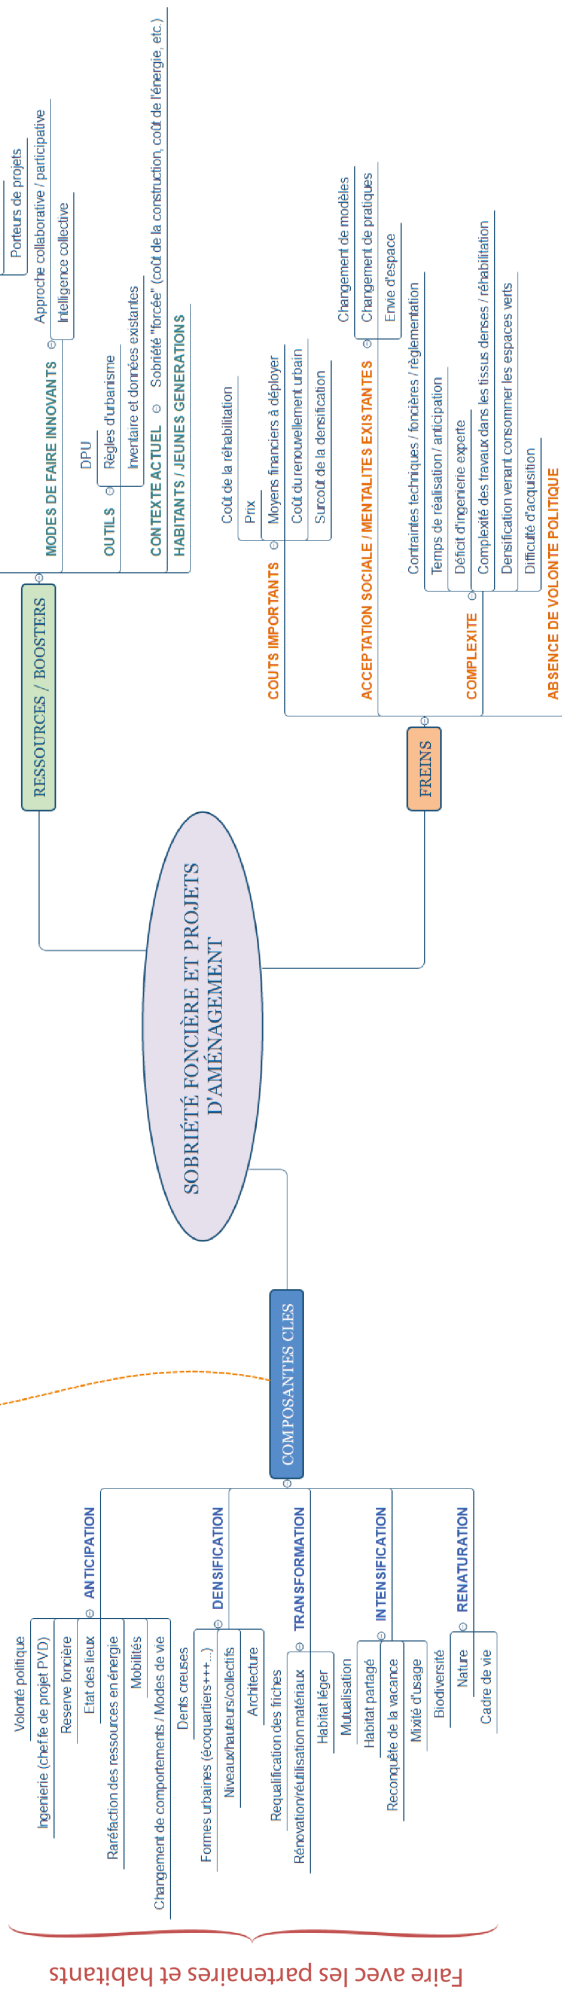 Faire avec les partenaires et habitants
Volonté politique
Ingenierie (chef.fe de projet PVD)
Reserve foncière
Etat des lieux
Raréfaction des ressources en énergie
Mobilités
Changement de comportements / Modes de vie
ANTICIPATION
Dents creuses
Formes urbaines (écoquartiers+++...)
Niveaux/hauteurs/collectifs
Architecture
DENSIFICATION
Requalification des friches
Rénovation/réutilisation matériaux
Habitat léger
TRANSFORMATION
Mutualisation
Habitat partagé
Reconquête de la vacance
Mixité d'usage
INTENSIFICATION
Biodiversité
Nature
Cadre de vie
RENATURATION
COMPOSANTES CLES
SOBRIÉTÉ FONCIÈRE ET PROJETS
D'AMÉNAGEMENT
RESSOURCES / BOOSTERS
Porteurs de projets
MODES DE FAIRE INNOVANTS
Approche collaborative / participative
Intelligence collective
OUTILS
DPU
Règles d'urbanisme
Inventaire et données existantes
CONTEXTE ACTUEL
Sobriété "forcée" (coût de la construction, coût de l'énergie, etc.)
HABITANTS / JEUNES GENERATIONS
FREINS
COUTS IMPORTANTS
Coût de la réhabilitation
Prix
Moyens financiers à déployer
Coût du renouvellement urbain
Surcoût de la densification
ACCEPTATION SOCIALE / MENTALITES EXISTANTES
Changement de modèles
Changement de pratiques
Envie d'espace
COMPLEXITE
Contraintes techniques / foncières / règlementation
Temps de réalisation / anticipation
Déficit d'ingenierie experte
Complexité des travaux dans les tissus denses / réhabilitation
Densification venant consommer les espaces verts
Difficulté d'acquisition
ABSENCE DE VOLONTE POLITIQUE